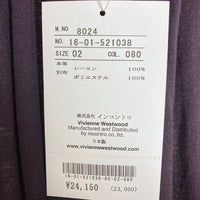 M.NO 8024
NO. 16-01-521038
SIZE 02 COL. 080
本体
レーヨン 100%
別布
ポリエステル 100%
株式会社 インコントロ
Vivienne Westwood
Manufactured and Distributed
by incontro co.,ltd.
日本製
www.viviennewestwood.com
16-01-521038-00-02-080
¥24,150 (23,000)